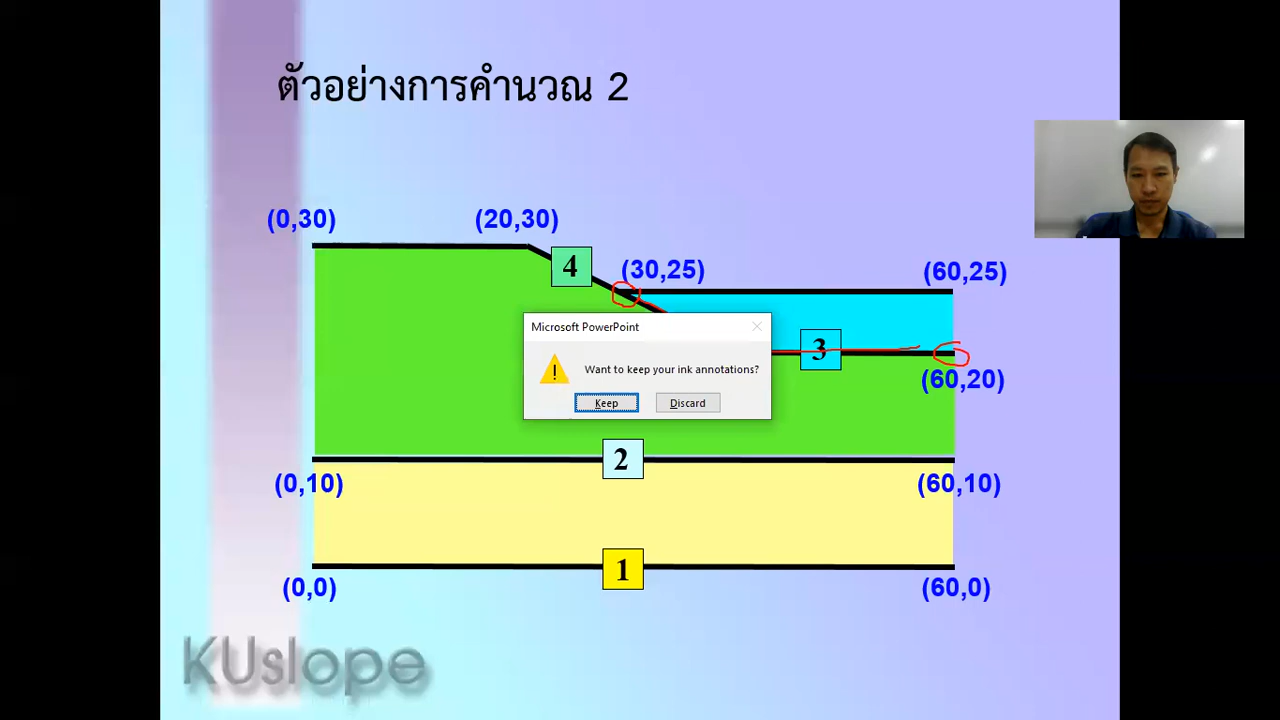 ตัวอย่างการคำนวณ 2
(0,30)
(20,30)
4
(30,25)
(60,25)
Microsoft PowerPoint
Want to keep your ink annotations?
Keep
Discard
3
(60,20)
2
(0,10)
(60,10)
1
(0,0)
(60,0)
KUslope